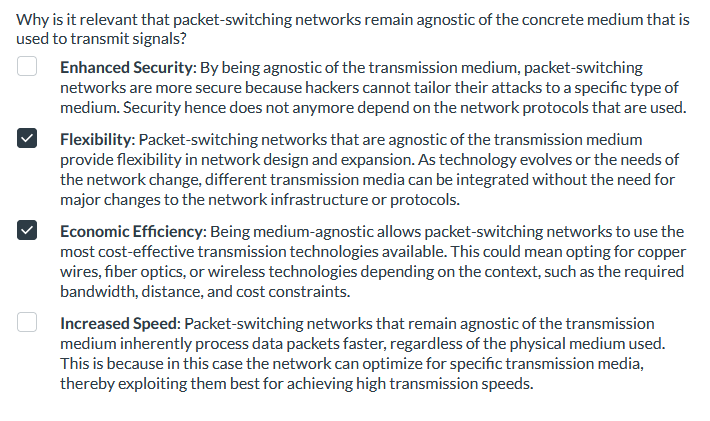 Why is it relevant that packet-switching networks remain agnostic of the concrete medium that is
used to transmit signals?
Enhanced Security: By being agnostic of the transmission medium, packet-switching
networks are more secure because hackers cannot tailor their attacks to a specific type of
medium. Security hence does not anymore depend on the network protocols that are used.
Flexibility: Packet-switching networks that are agnostic of the transmission medium
provide flexibility in network design and expansion. As technology evolves or the needs of
the network change, different transmission media can be integrated without the need for
major changes to the network infrastructure or protocols.
Economic Efficiency: Being medium-agnostic allows packet-switching networks to use the
most cost-effective transmission technologies available. This could mean opting for copper
wires, fiber optics, or wireless technologies depending on the context, such as the required
bandwidth, distance, and cost constraints.
Increased Speed: Packet-switching networks that remain agnostic of the transmission
medium inherently process data packets faster, regardless of the physical medium used.
This is because in this case the network can optimize for specific transmission media,
thereby exploiting them best for achieving high transmission speeds.